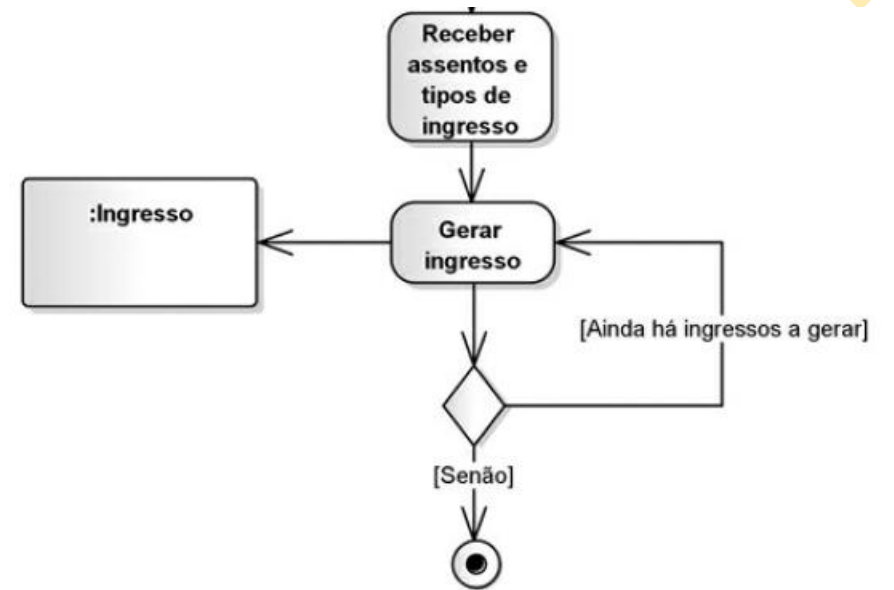 Receber
assentos e
tipos de
ingresso
:Ingresso
Gerar
ingresso
[Ainda há ingressos a gerar]
[Senão]